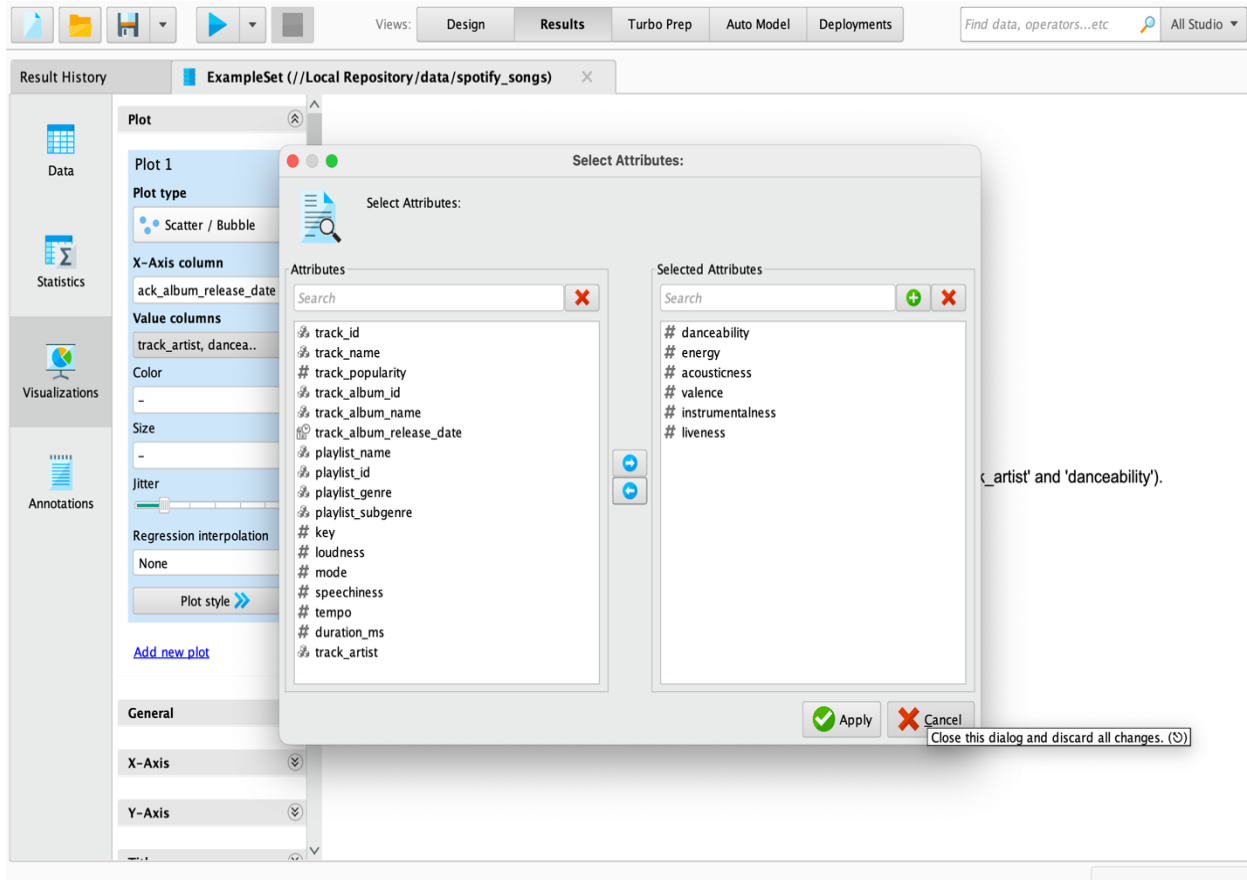 Views:
Design
Results
Turbo Prep
Auto Model
Deployments
Find data, operators...etc
All Studio
Result History
ExampleSet (//Local Repository/data/spotify_songs)
Data
Statistics
Visualizations
Annotations
Plot
Plot 1
Plot type
Scatter / Bubble
X-Axis column
ack_album_release_date
Value columns
track_artist, dancea..
Color
–
Size
–
Jitter
Regression interpolation
None
Plot style
Add new plot
General
X-Axis
Y-Axis
Select Attributes:
Select Attributes:
Attributes
Search
track_id
track_name
# track_popularity
track_album_id
track_album_name
track_album_release_date
playlist_name
playlist_id
playlist_genre
playlist_subgenre
# key
# loudness
# mode
# speechiness
# tempo
# duration_ms
track_artist
Selected Attributes
Search
# danceability
# energy
# acousticness
# valence
# instrumentalness
# liveness
Apply
Cancel
Close this dialog and discard all changes. (⎋)
_artist' and 'danceability').